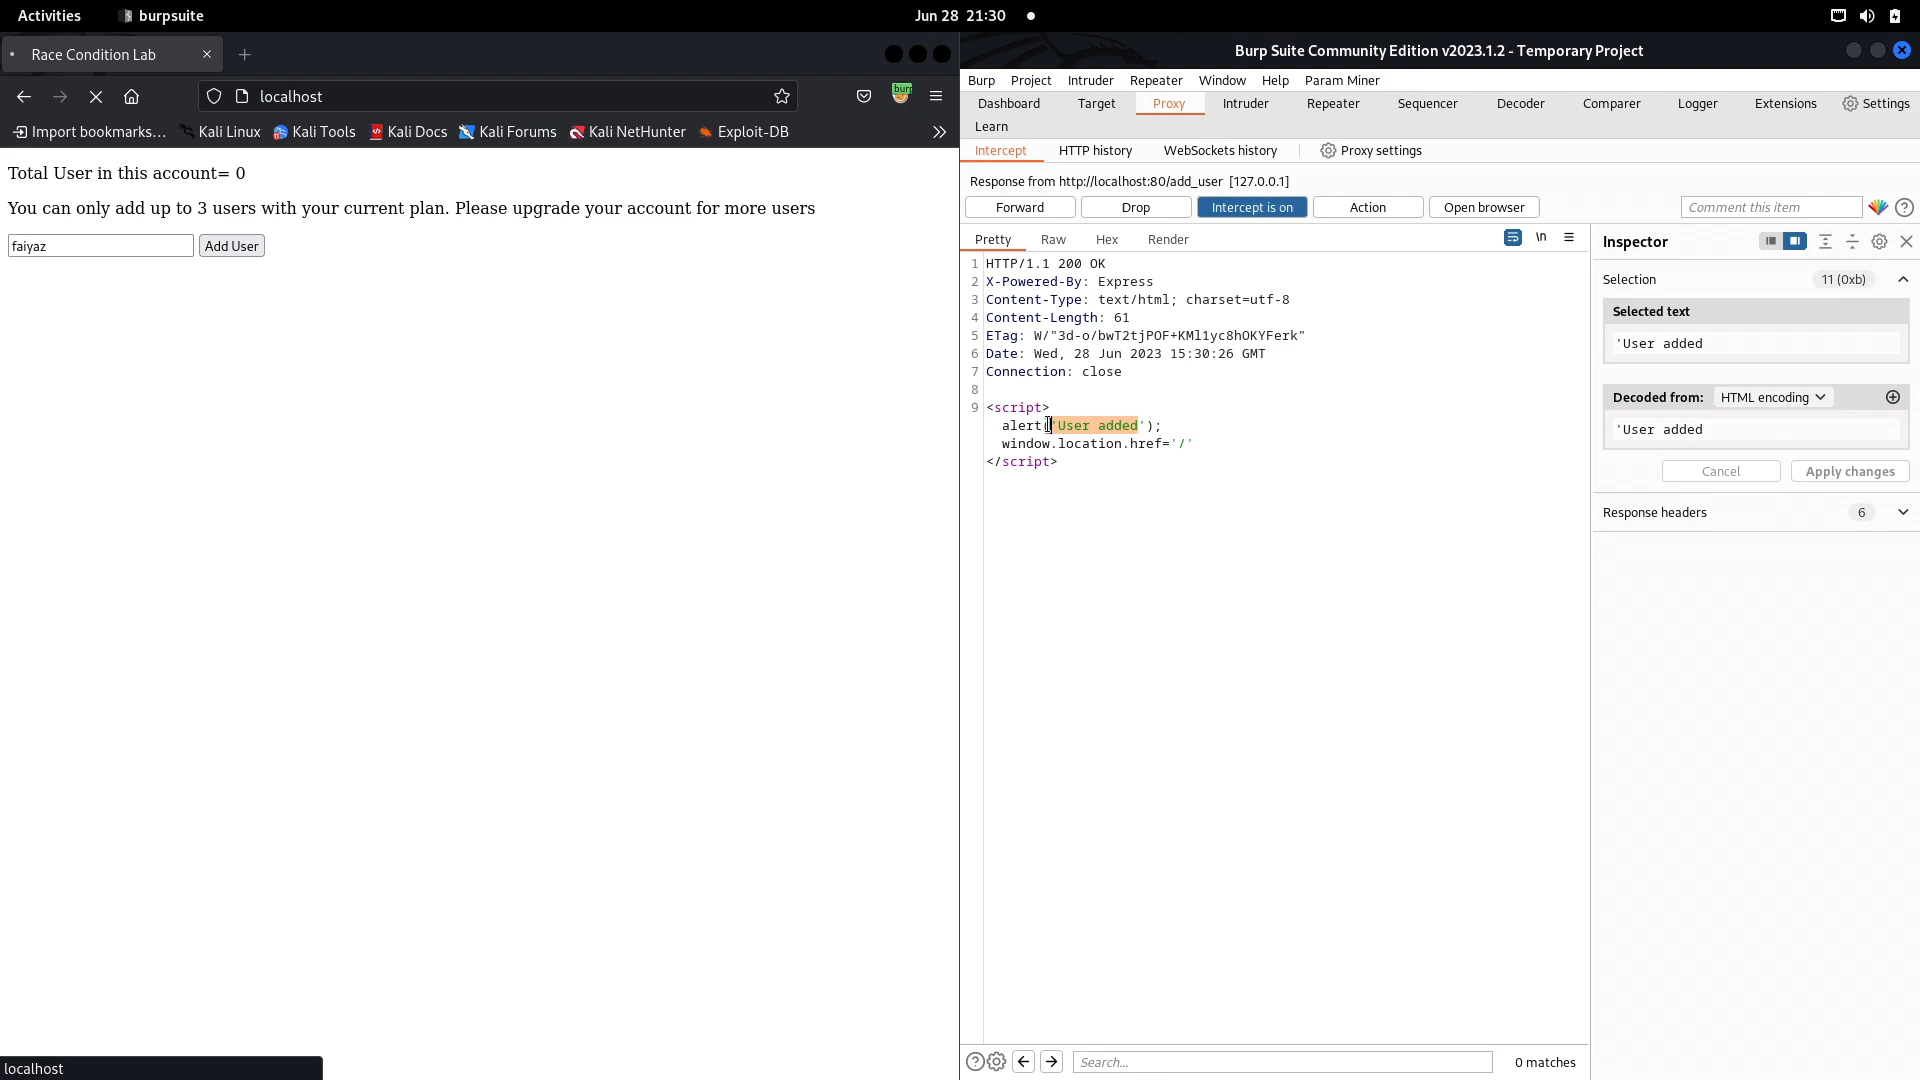 Activities
burpsuite
Jun 28 21:30
Race Condition Lab
localhost
burp
Import bookmarks...
Kali Linux
Kali Tools
Kali Docs
Kali Forums
Kali NetHunter
Exploit-DB
Total User in this account= 0
You can only add up to 3 users with your current plan. Please upgrade your account for more users
faiyaz
Add User
localhost
Burp Suite Community Edition v2023.1.2 - Temporary Project
Burp Project Intruder Repeater Window Help Param Miner
Dashboard Target Proxy Intruder Repeater Sequencer Decoder Comparer Logger Extensions Settings
Learn
Intercept HTTP history WebSockets history Proxy settings
Response from http://localhost:80/add_user [127.0.0.1]
Forward Drop Intercept is on Action Open browser Comment this item
Pretty Raw Hex Render \n
1 HTTP/1.1 200 OK
2 X-Powered-By: Express
3 Content-Type: text/html; charset=utf-8
4 Content-Length: 61
5 ETag: W/"3d-o/bwT2tjPOF+KMl1yc8hOKYFerk"
6 Date: Wed, 28 Jun 2023 15:30:26 GMT
7 Connection: close
8
9 <script>
alert('User added');
window.location.href='/'
</script>
Search...
0 matches
Inspector
Selection 11 (0xb)
Selected text
'User added
Decoded from: HTML encoding
'User added
Cancel Apply changes
Response headers 6